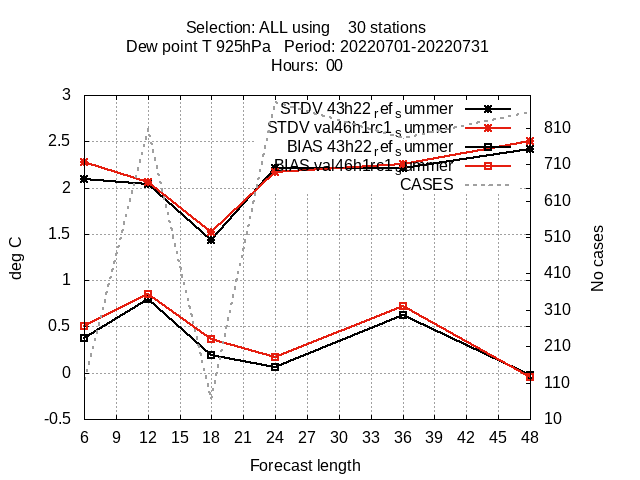 Selection: ALL using    30 stations
Dew point T 925hPa   Period: 20220701-20220731
Hours:  00
STDV 43h22_ref_summer
STDV val46h1rc1_summer
BIAS 43h22_ref_summer
BIAS val46h1rc1_summer
CASES
3
2.5
2
1.5
1
0.5
0
-0.5
deg C
810
710
610
510
410
310
210
110
10
No cases
6 9 12 15 18 21 24 27 30 33 36 39 42 45 48
Forecast length